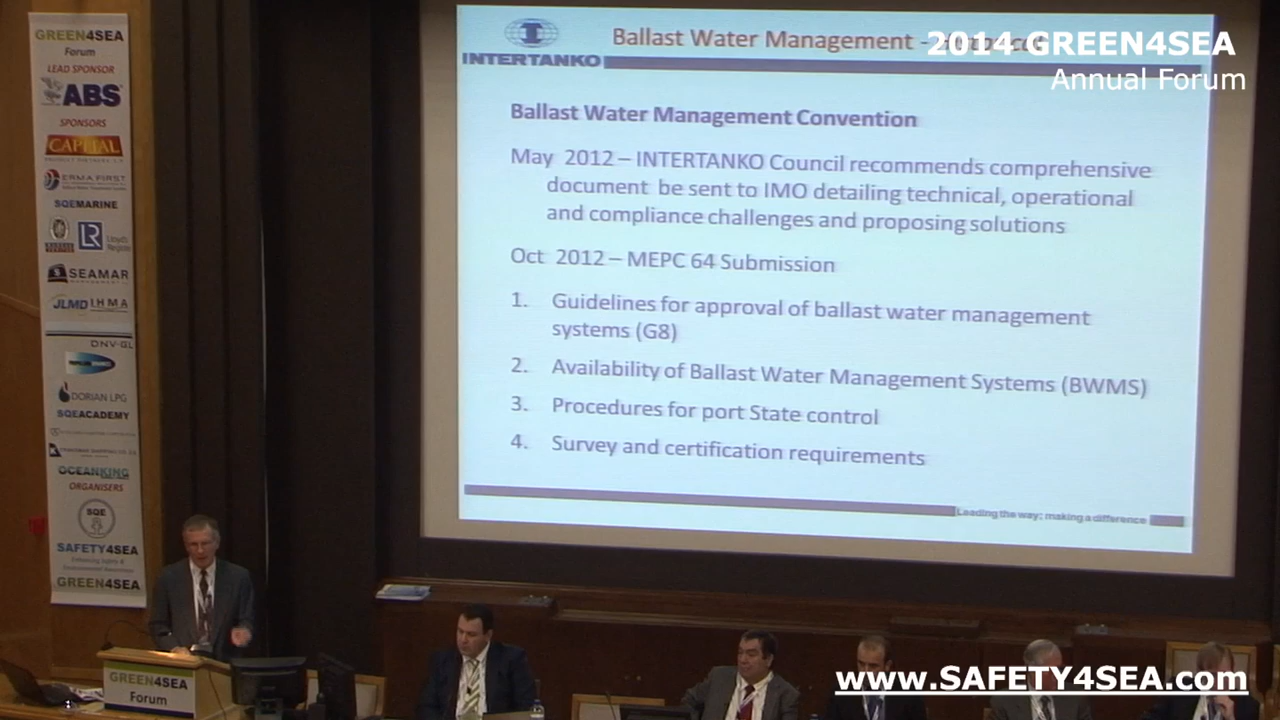 GREEN4SEA
Forum
LEAD SPONSOR
ABS
SPONSORS
CAPITAL
ERMA FIRST
SQEMARINE
LR
Lloyd's
Register
SEAMAR
JLMD
IHMA
DNV·GL
DORIAN LPG
SQEACADEMY
OCEANKING
ORGANISERS
SQE
SAFETY4SEA
GREEN4SEA
INTERTANKO
Ballast Water Management -
2014 GREEN4SEA
Annual Forum
Ballast Water Management Convention
May 2012 – INTERTANKO Council recommends comprehensive
document be sent to IMO detailing technical, operational
and compliance challenges and proposing solutions
Oct 2012 – MEPC 64 Submission
1. Guidelines for approval of ballast water management
systems (G8)
2. Availability of Ballast Water Management Systems (BWMS)
3. Procedures for port State control
4. Survey and certification requirements
Leading the way; making a difference
GREEN4SEA
Forum
www.SAFETY4SEA.com